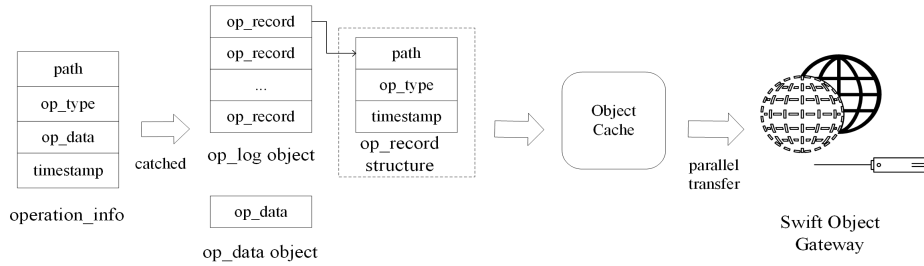 path
op_type
op_data
timestamp
operation_info
catched
op_record
op_record
...
op_record
op_log object
op_data
op_data object
path
op_type
timestamp
op_record
structure
Object
Cache
parallel
transfer
Swift Object
Gateway